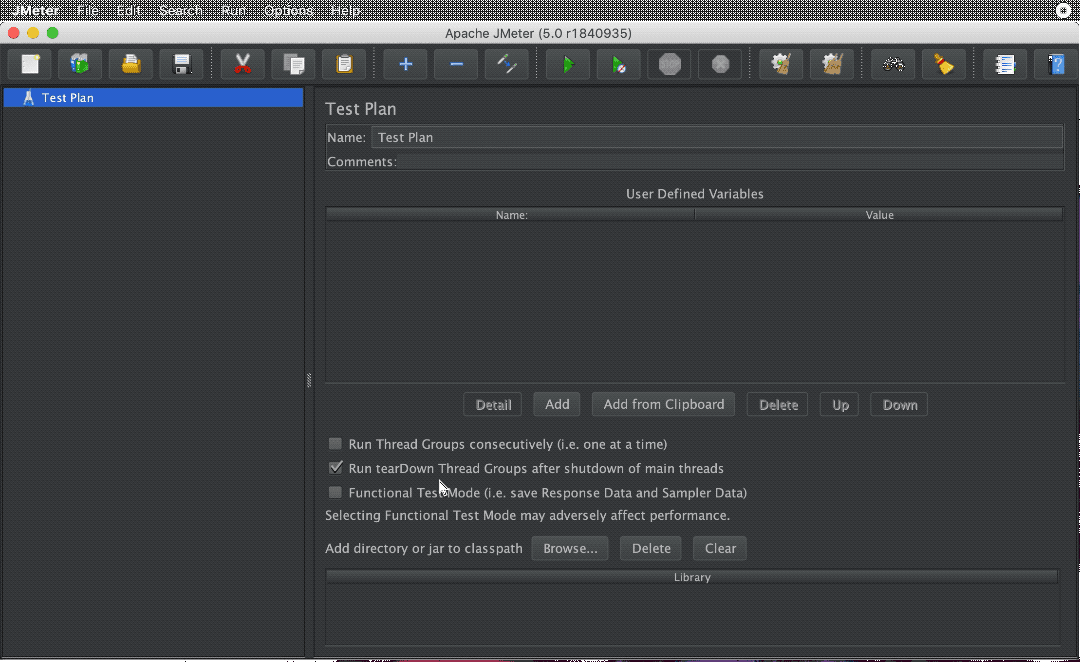 JMeter File Edit Search Run Options Help
Apache JMeter (5.0 r1840935)
Test Plan
Test Plan
Name: Test Plan
Comments:
User Defined Variables
Name: Value
Detail Add Add from Clipboard Delete Up Down
Run Thread Groups consecutively (i.e. one at a time)
Run tearDown Thread Groups after shutdown of main threads
Functional Test Mode (i.e. save Response Data and Sampler Data)
Selecting Functional Test Mode may adversely affect performance.
Add directory or jar to classpath Browse... Delete Clear
Library